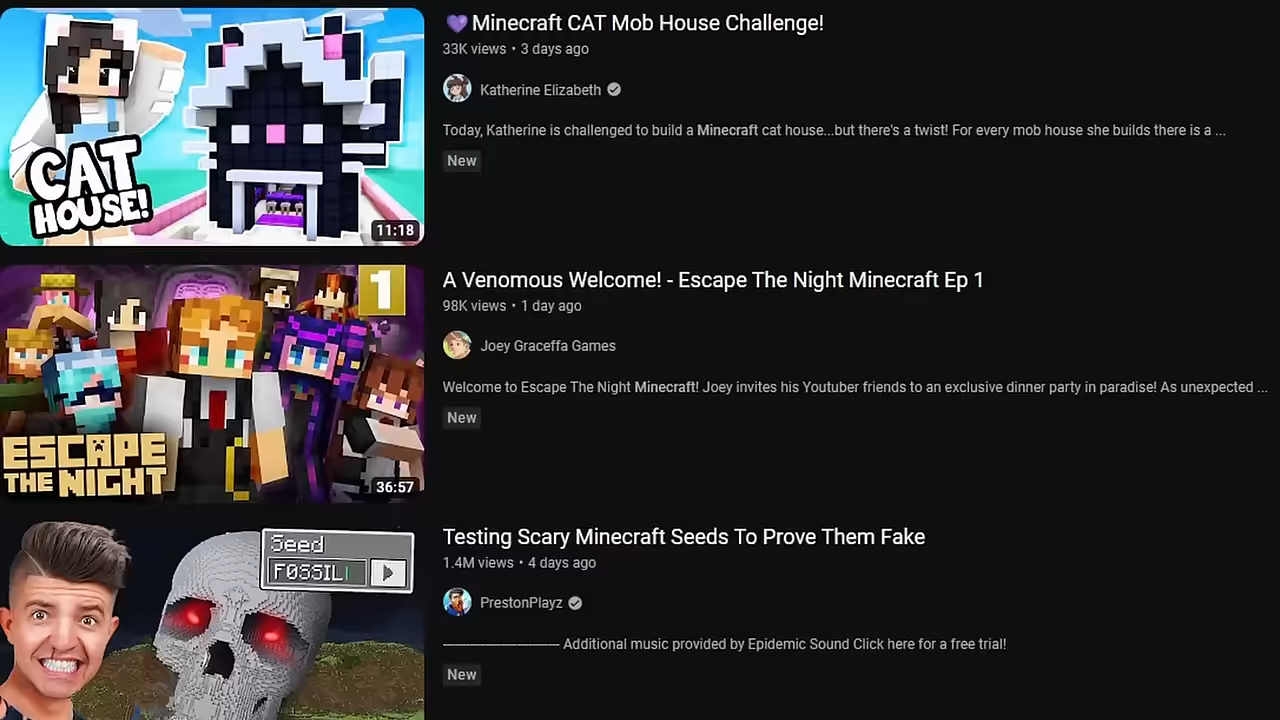 💜 Minecraft CAT Mob House Challenge!
33K views • 3 days ago
Katherine Elizabeth
Today, Katherine is challenged to build a Minecraft cat house...but there's a twist! For every mob house she builds there is a ...
New
CAT
HOUSE!
11:18
A Venomous Welcome! - Escape The Night Minecraft Ep 1
98K views • 1 day ago
Joey Graceffa Games
Welcome to Escape The Night Minecraft! Joey invites his Youtuber friends to an exclusive dinner party in paradise! As unexpected ...
New
1
ESCAPE
THE NIGHT
36:57
Testing Scary Minecraft Seeds To Prove Them Fake
1.4M views • 4 days ago
PrestonPlayz
————————— Additional music provided by Epidemic Sound Click here for a free trial!
New
Seed
FOSSIL